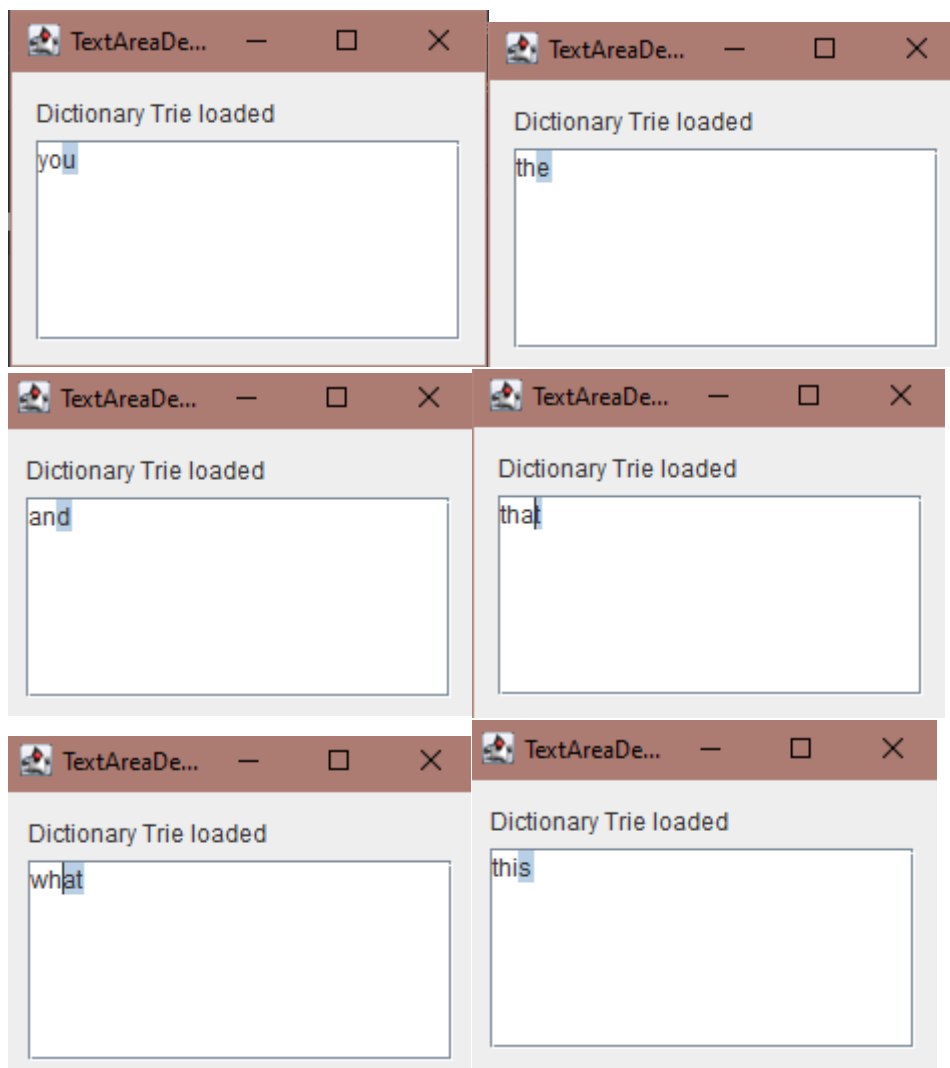 TextAreaDe...
Dictionary Trie loaded
you
TextAreaDe...
Dictionary Trie loaded
the
TextAreaDe...
Dictionary Trie loaded
and
TextAreaDe...
Dictionary Trie loaded
that
TextAreaDe...
Dictionary Trie loaded
what
TextAreaDe...
Dictionary Trie loaded
this